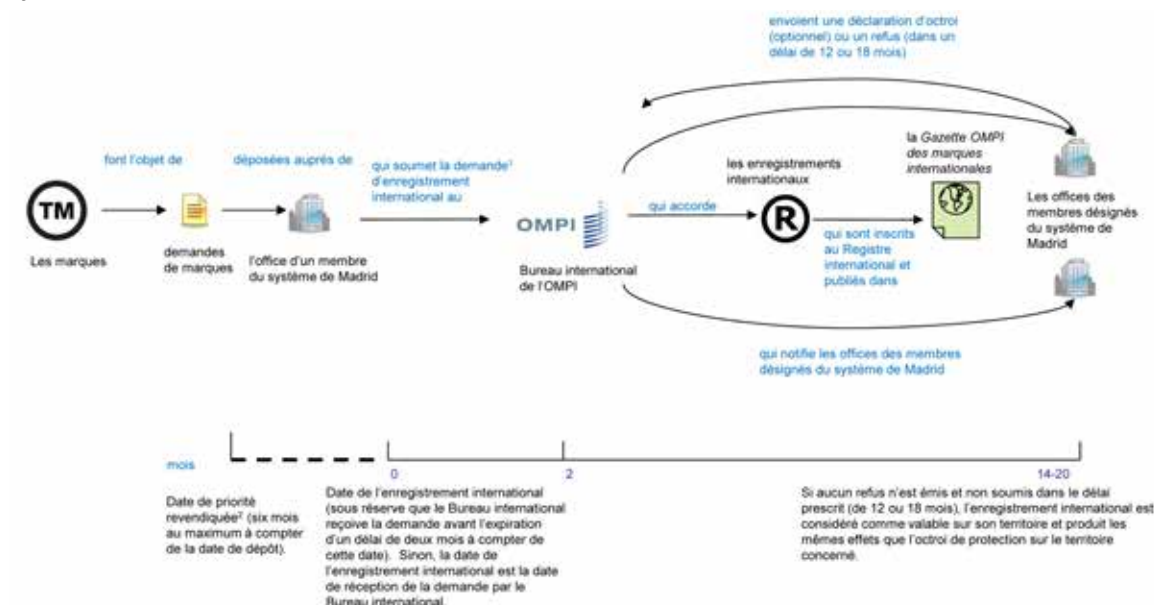 envoient une déclaration d'octroi
(optionnel) ou un refus (dans un
délai de 12 ou 18 mois)
font l'objet de
déposées auprès de
qui soumet la demande¹
d'enregistrement
international au
les enregistrements
internationaux
la Gazette OMPI
des marques
internationales
TM
OMPI
qui accorde
R
Les offices des
membres désignés
du système de
Madrid
Les marques
demandes
de marques
l'office d'un membre
du système de Madrid
Bureau international
de l'OMPI
qui sont inscrits
au Registre
international et
publiés dans
qui notifie les offices des membres
désignés du système de Madrid
mois
0
2
14-20
Date de priorité
revendiquée² (six mois
au maximum à compter
de la date de dépôt).
Date de l'enregistrement international
(sous réserve que le Bureau international
reçoive la demande avant l'expiration
d'un délai de deux mois à compter de
cette date). Sinon, la date de
l'enregistrement international est la date
de réception de la demande par le
Bureau international.
Si aucun refus n'est émis et non soumis dans le délai
prescrit (de 12 ou 18 mois), l'enregistrement international est
considéré comme valable sur son territoire et produit les
mêmes effets que l'octroi de protection sur le territoire
concerné.